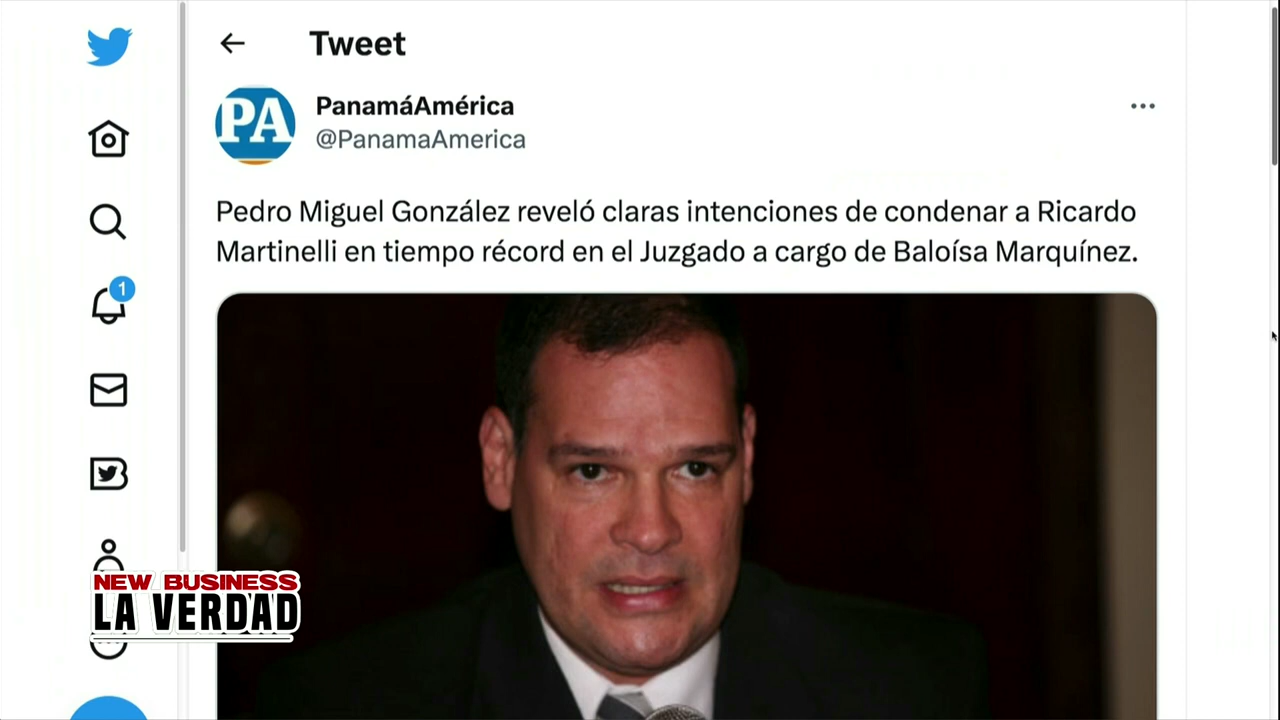 Tweet
PA
PanamáAmérica
@PanamaAmerica
Pedro Miguel González reveló claras intenciones de condenar a Ricardo
Martinelli en tiempo récord en el Juzgado a cargo de Baloísa Marquínez.
1
NEW BUSINESS
LA VERDAD